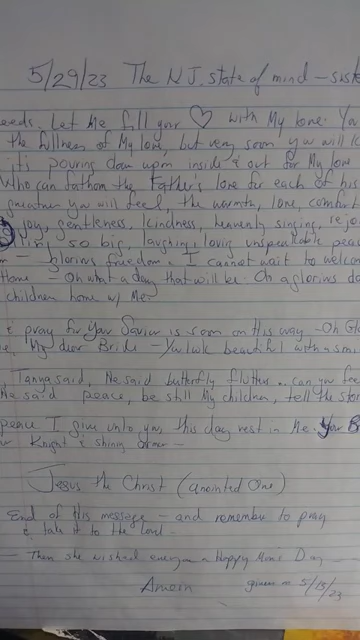 5/29/23 The N.J. state of mind - siste
eeds. Let Me fill your ♡ with My love. You
the fullness of My love, but very soon you will k
it's pouring down upon inside & out for My love
Who can fathom the Father's love for each of his
greater you will feel, the warmth, love, comfort
joy, gentleness, kindness, heavenly singing, rejo
so big, laughing, loving unspeakable peace
- glorious freedom. I cannot wait to welcom
Home - Oh what a day that will be. Oh a glorious da
children home w/ Me
& pray for Your Savior is soon on His way - Oh Glo
e, My dear Bride - You look beautiful with a smi
Tanya said, He said butterfly flutters.. can you fee
He said peace, be still My children, tell the stor
peace I give unto you, this day rest in Me. Your B
ur Knight & shining armor -
Jesus the Christ (anointed One)
End of this message - and remember to pray
& take it to the Lord -
- Then she wished everyone a Happy Moms Day -
Amein given on 5/15/23